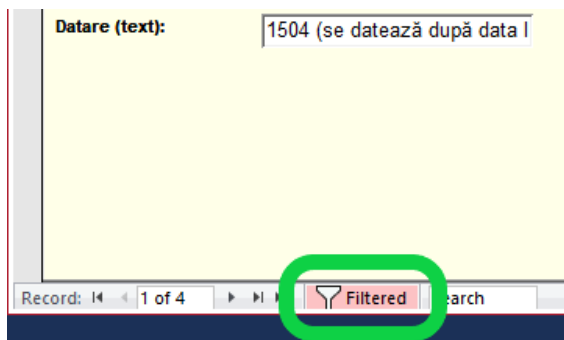 Datare (text): 1504 (se datează după data l
Record: 1 of 4 Filtered earch